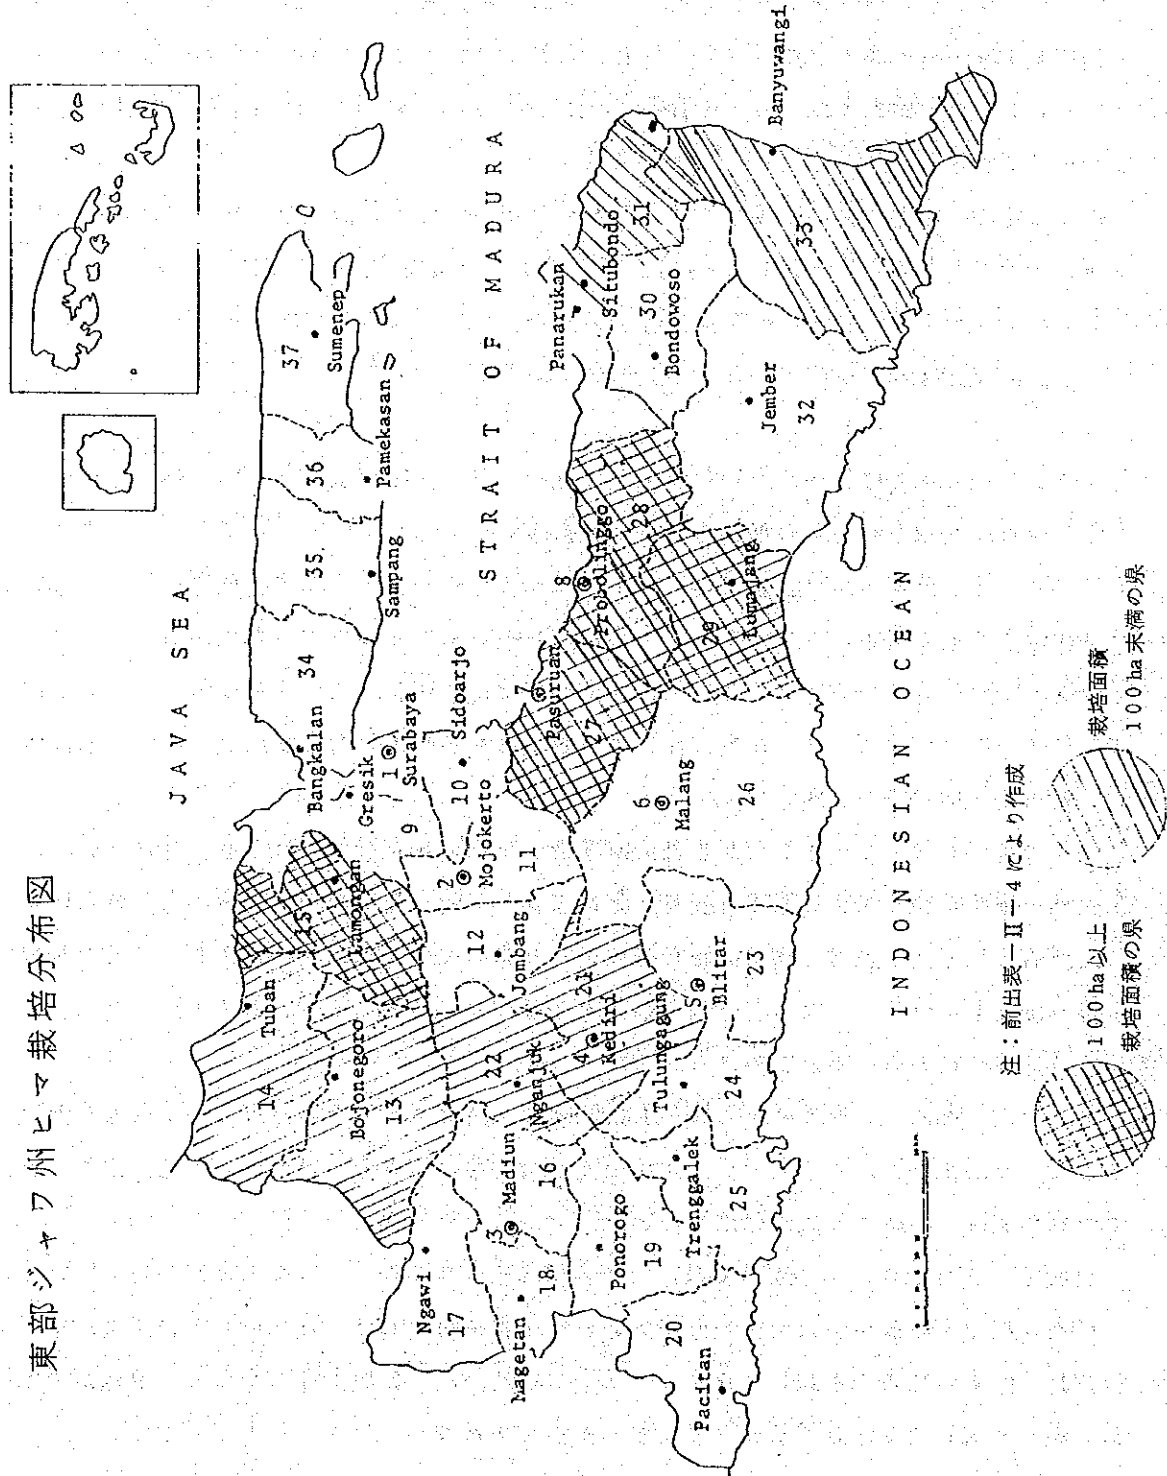 東部ジャワ州ヒマ栽培分布図
JAVA SEA
STRAIT OF MADURA
INDONESIAN OCEAN
Tuban
14
Bojonegoro
13
15
Lamongan
Bangkalan
34
35
Sampang
36
Pamekasan
37
Sumenep
Gresik
1
Surabaya
9
Ngawi
17
Magetan
18
3
Madiun
16
22
Nganjuk
12
Jombang
2
Mojokerto
11
10
Sidoarjo
4
Kediri
21
Ponorogo
19
20
Pacitan
Trenggalek
25
Tulungagung
24
5
Blitar
23
6
Malang
26
7
Pasuruan
27
8
Probolinggo
28
29
Lumajang
Panarukan
Situbondo
31
30
Bondowoso
Jember
32
33
Banyuwangi
注：前出表－Ⅱ－4により作成
100ha以上
栽培面積の県
栽培面積
100ha未満の県